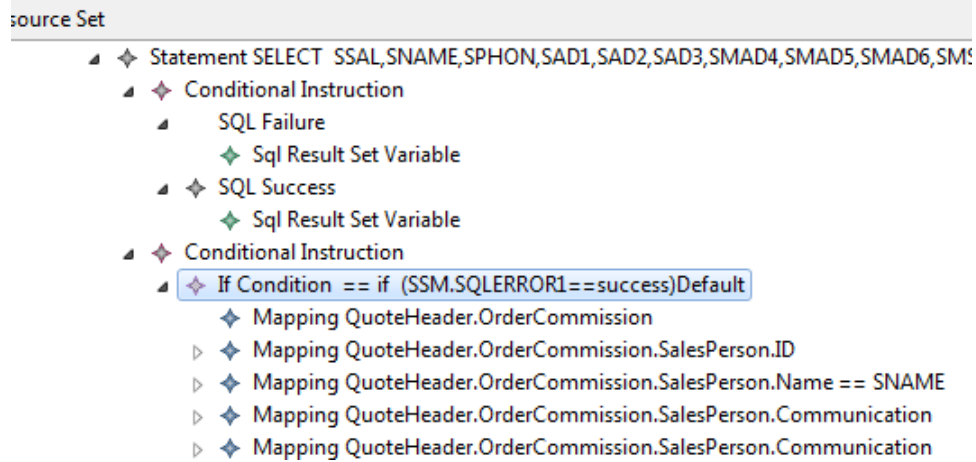 source Set
Statement SELECT SSAL,SNAME,SPHON,SAD1,SAD2,SAD3,SMAD4,SMAD5,SMAD6,SMS
Conditional Instruction
SQL Failure
Sql Result Set Variable
SQL Success
Sql Result Set Variable
Conditional Instruction
If Condition == if (SSM.SQLERROR1==success)Default
Mapping QuoteHeader.OrderCommission
Mapping QuoteHeader.OrderCommission.SalesPerson.ID
Mapping QuoteHeader.OrderCommission.SalesPerson.Name == SNAME
Mapping QuoteHeader.OrderCommission.SalesPerson.Communication
Mapping QuoteHeader.OrderCommission.SalesPerson.Communication